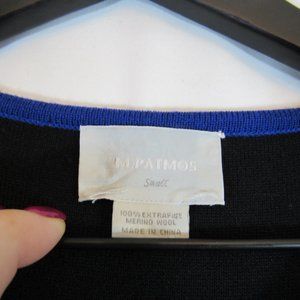 M.PATMOS
Small
100% EXTRAFINE
MERINO WOOL
MADE IN CHINA